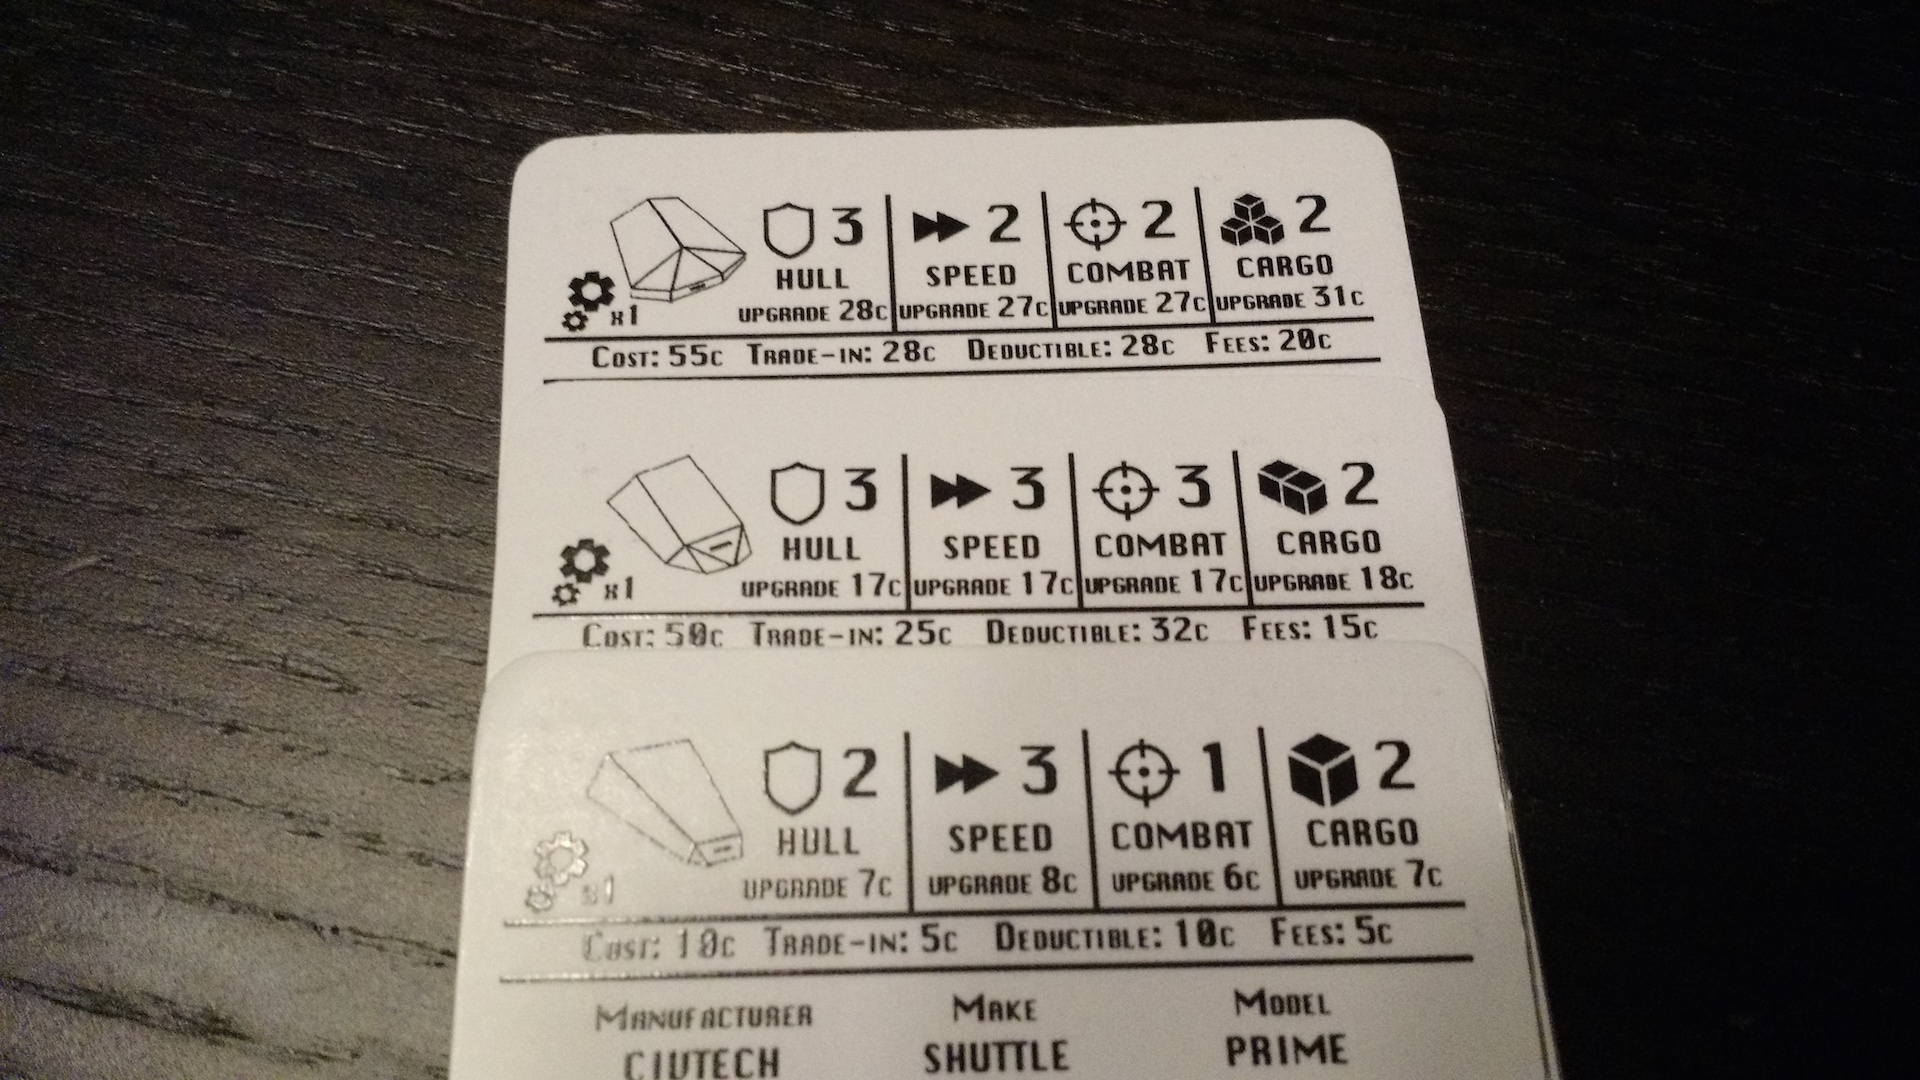 3 2 2 2
HULL SPEED COMBAT CARGO
x1 UPGRADE 28C UPGRADE 27C UPGRADE 27C UPGRADE 31C
COST: 55C TRADE-IN: 28C DEDUCTIBLE: 28C FEES: 20C
3 3 3 2
HULL SPEED COMBAT CARGO
x1 UPGRADE 17C UPGRADE 17C UPGRADE 17C UPGRADE 18C
COST: 50C TRADE-IN: 25C DEDUCTIBLE: 32C FEES: 15C
2 3 1 2
HULL SPEED COMBAT CARGO
x1 UPGRADE 7C UPGRADE 8C UPGRADE 6C UPGRADE 7C
COST: 10C TRADE-IN: 5C DEDUCTIBLE: 10C FEES: 5C
MANUFACTURER MAKE MODEL
CIVTECH SHUTTLE PRIME